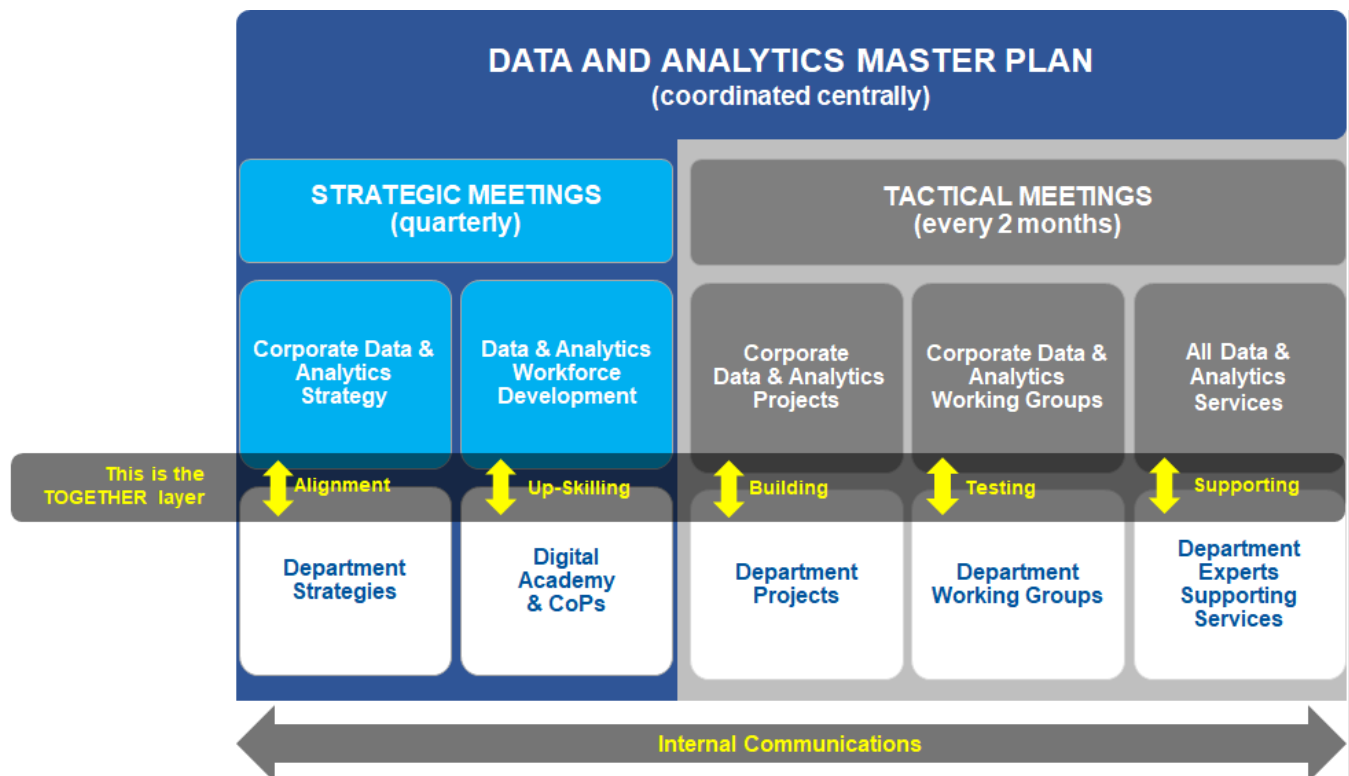 DATA AND ANALYTICS MASTER PLAN
(coordinated centrally)
STRATEGIC MEETINGS
(quarterly)
TACTICAL MEETINGS
(every 2 months)
Corporate Data &
Analytics
Strategy
Data & Analytics
Workforce
Development
Corporate
Data & Analytics
Projects
Corporate Data &
Analytics
Working Groups
All Data &
Analytics
Services
This is the
TOGETHER layer
Alignment
Up-Skilling
Building
Testing
Supporting
Department
Strategies
Digital
Academy
& CoPs
Department
Projects
Department
Working Groups
Department
Experts
Supporting
Services
Internal Communications